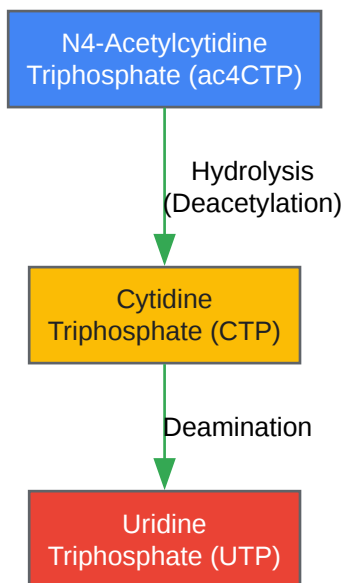 N4-Acetylcytidine
Triphosphate (ac4CTP)
Hydrolysis
(Deacetylation)
Cytidine
Triphosphate (CTP)
Deamination
Uridine
Triphosphate (UTP)